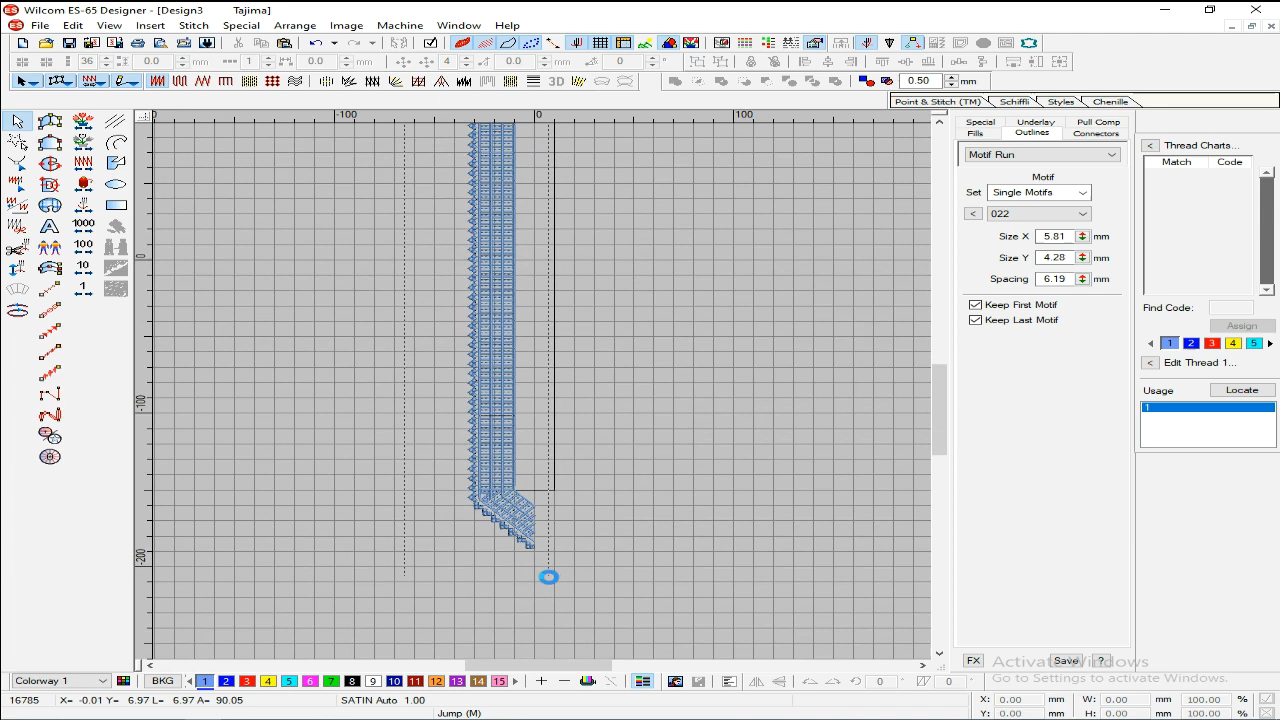 Wilcom ES-65 Designer - [Design3 Tajima]
File Edit View Insert Stitch Special Arrange Image Machine Window Help
36 0.0 1 0.0 4 0.0 0
3D 0.50 mm
Point & Stitch (TM) Schiffli Styles Chenille
-100 0 100
0
-100
-200
A 1000
100
10
1
Special Underlay Pull Comp
Fills Outlines Connectors
Motif Run
Motif
Set Single Motifs
< 022
Size X 5.81 mm
Size Y 4.28 mm
Spacing 6.19 mm
Keep First Motif
Keep Last Motif
FX Save ?
< Thread Charts...
Match Code
Find Code
Assign
1 2 3 4 5
< Edit Thread 1...
Usage Locate
1
Activate Windows
Go to Settings to activate Windows.
Colorway 1 BKG 1 2 3 4 5 6 7 8 9 10 11 12 13 14 15 0 0
16785 X= -0.01 Y= 6.97 L= 6.97 A= 90.05 SATIN Auto 1.00 X: 0.00 mm W: 0.00 mm 100.00 %
Jump (M) Y: 0.00 mm H: 0.00 mm 100.00 %